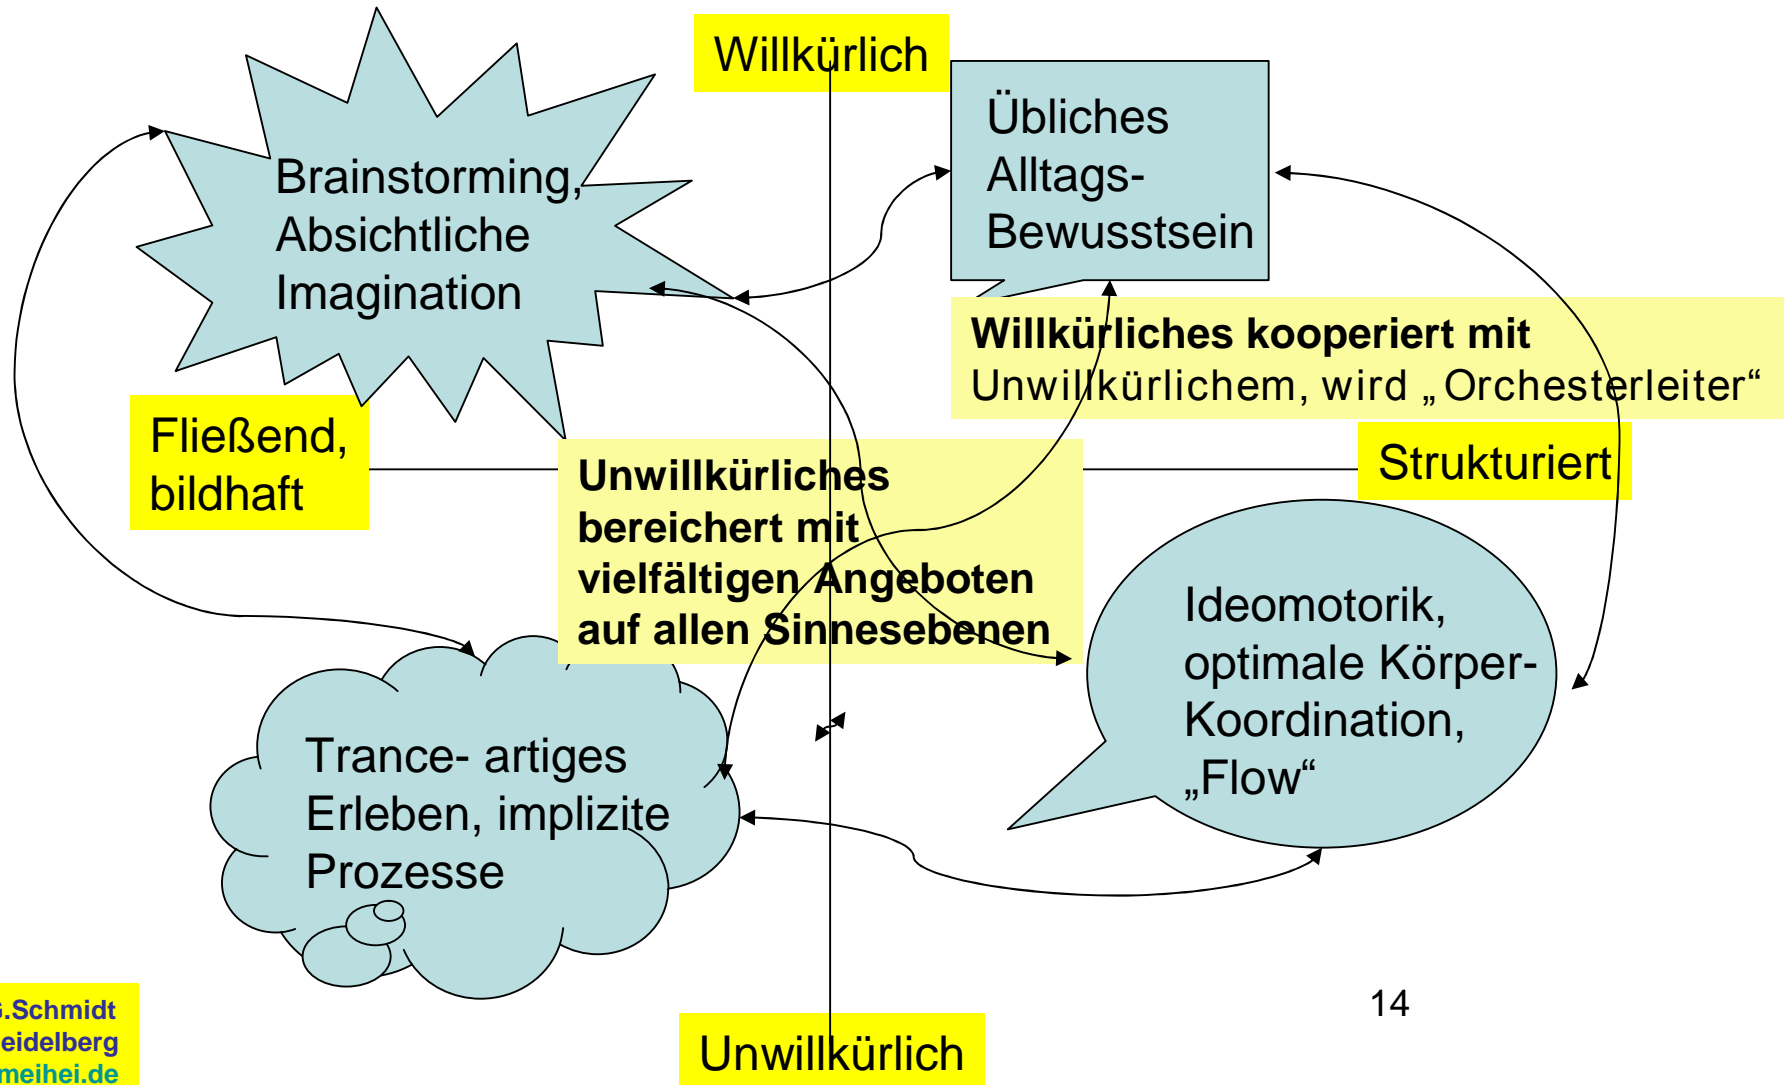 Willkürlich
Brainstorming,
Absichtliche
Imagination
Übliches
Alltags-
Bewusstsein
Willkürliches kooperiert mit
Unwillkürlichem, wird „Orchesterleiter“
Fließend,
bildhaft
Unwillkürliches
bereichert mit
vielfältigen Angeboten
auf allen Sinnesebenen
Strukturiert
Ideomotorik,
optimale Körper-
Koordination,
„Flow“
Trance- artiges
Erleben, implizite
Prozesse
.Schmidt
eidelberg
meihei.de
Unwillkürlich
14